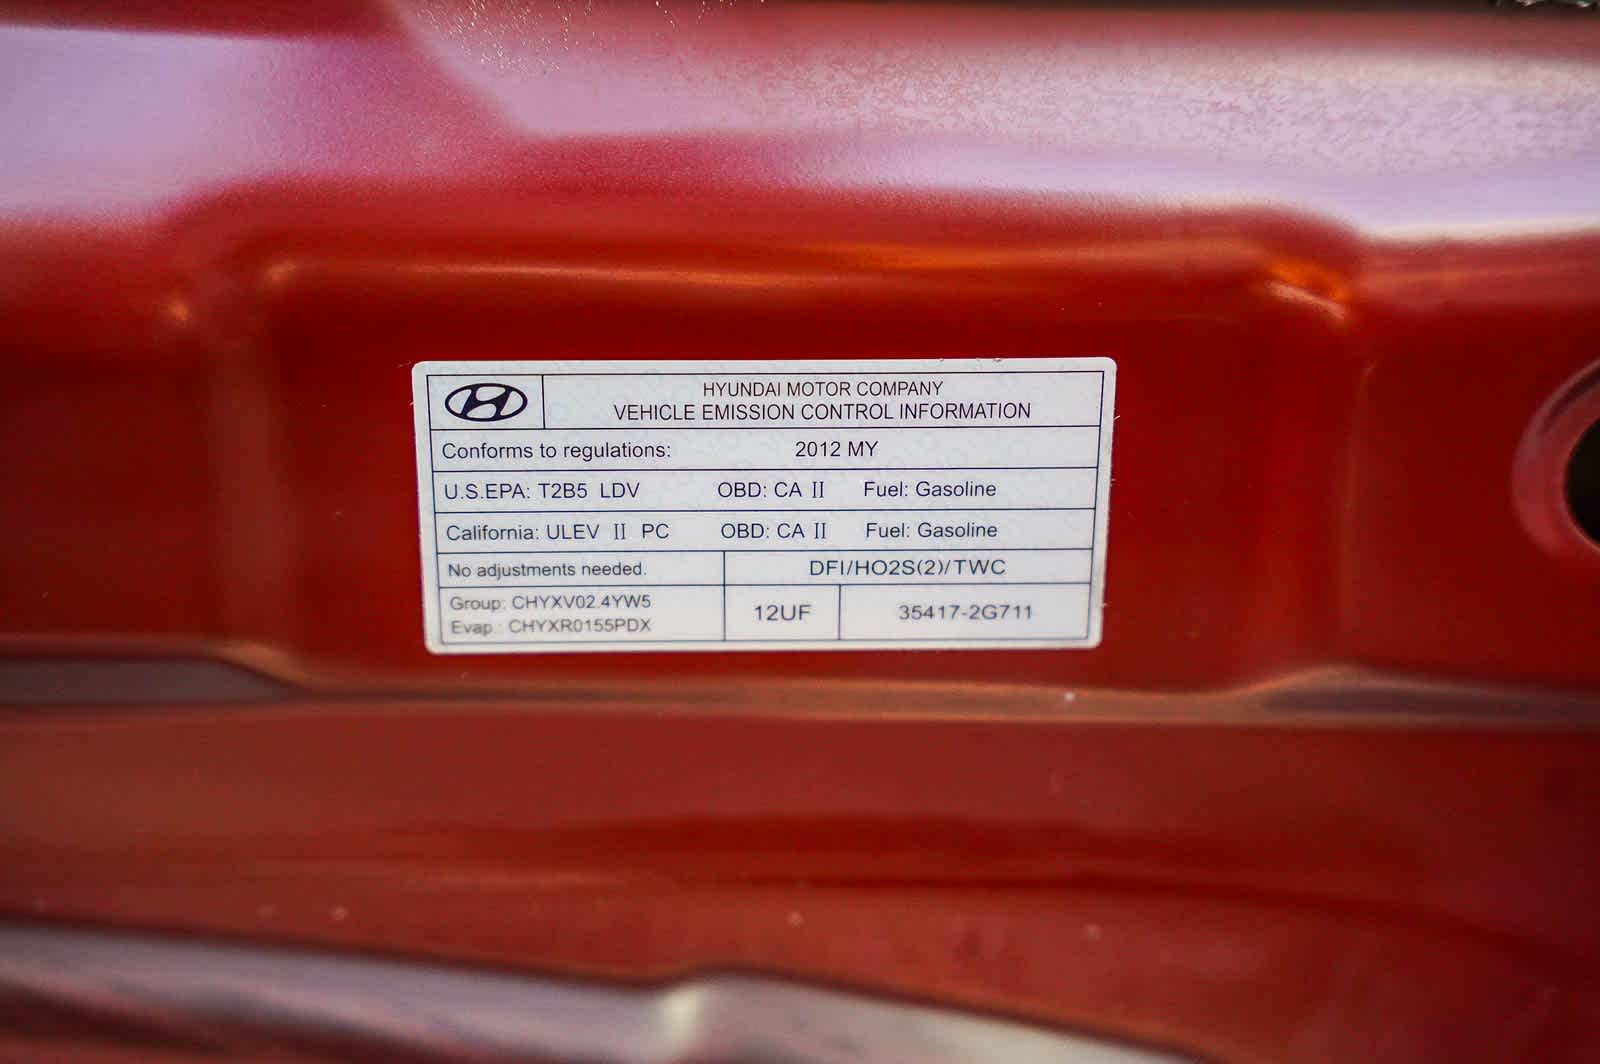 HYUNDAI MOTOR COMPANY
VEHICLE EMISSION CONTROL INFORMATION
Conforms to regulations: 2012 MY
U.S.EPA: T2B5 LDV OBD: CA II Fuel: Gasoline
California: ULEV II PC OBD: CA II Fuel: Gasoline
No adjustments needed. DFI/HO2S(2)/TWC
Group: CHYXV02.4YW5
Evap.: CHYXR0155PDX
12UF 35417-2G711